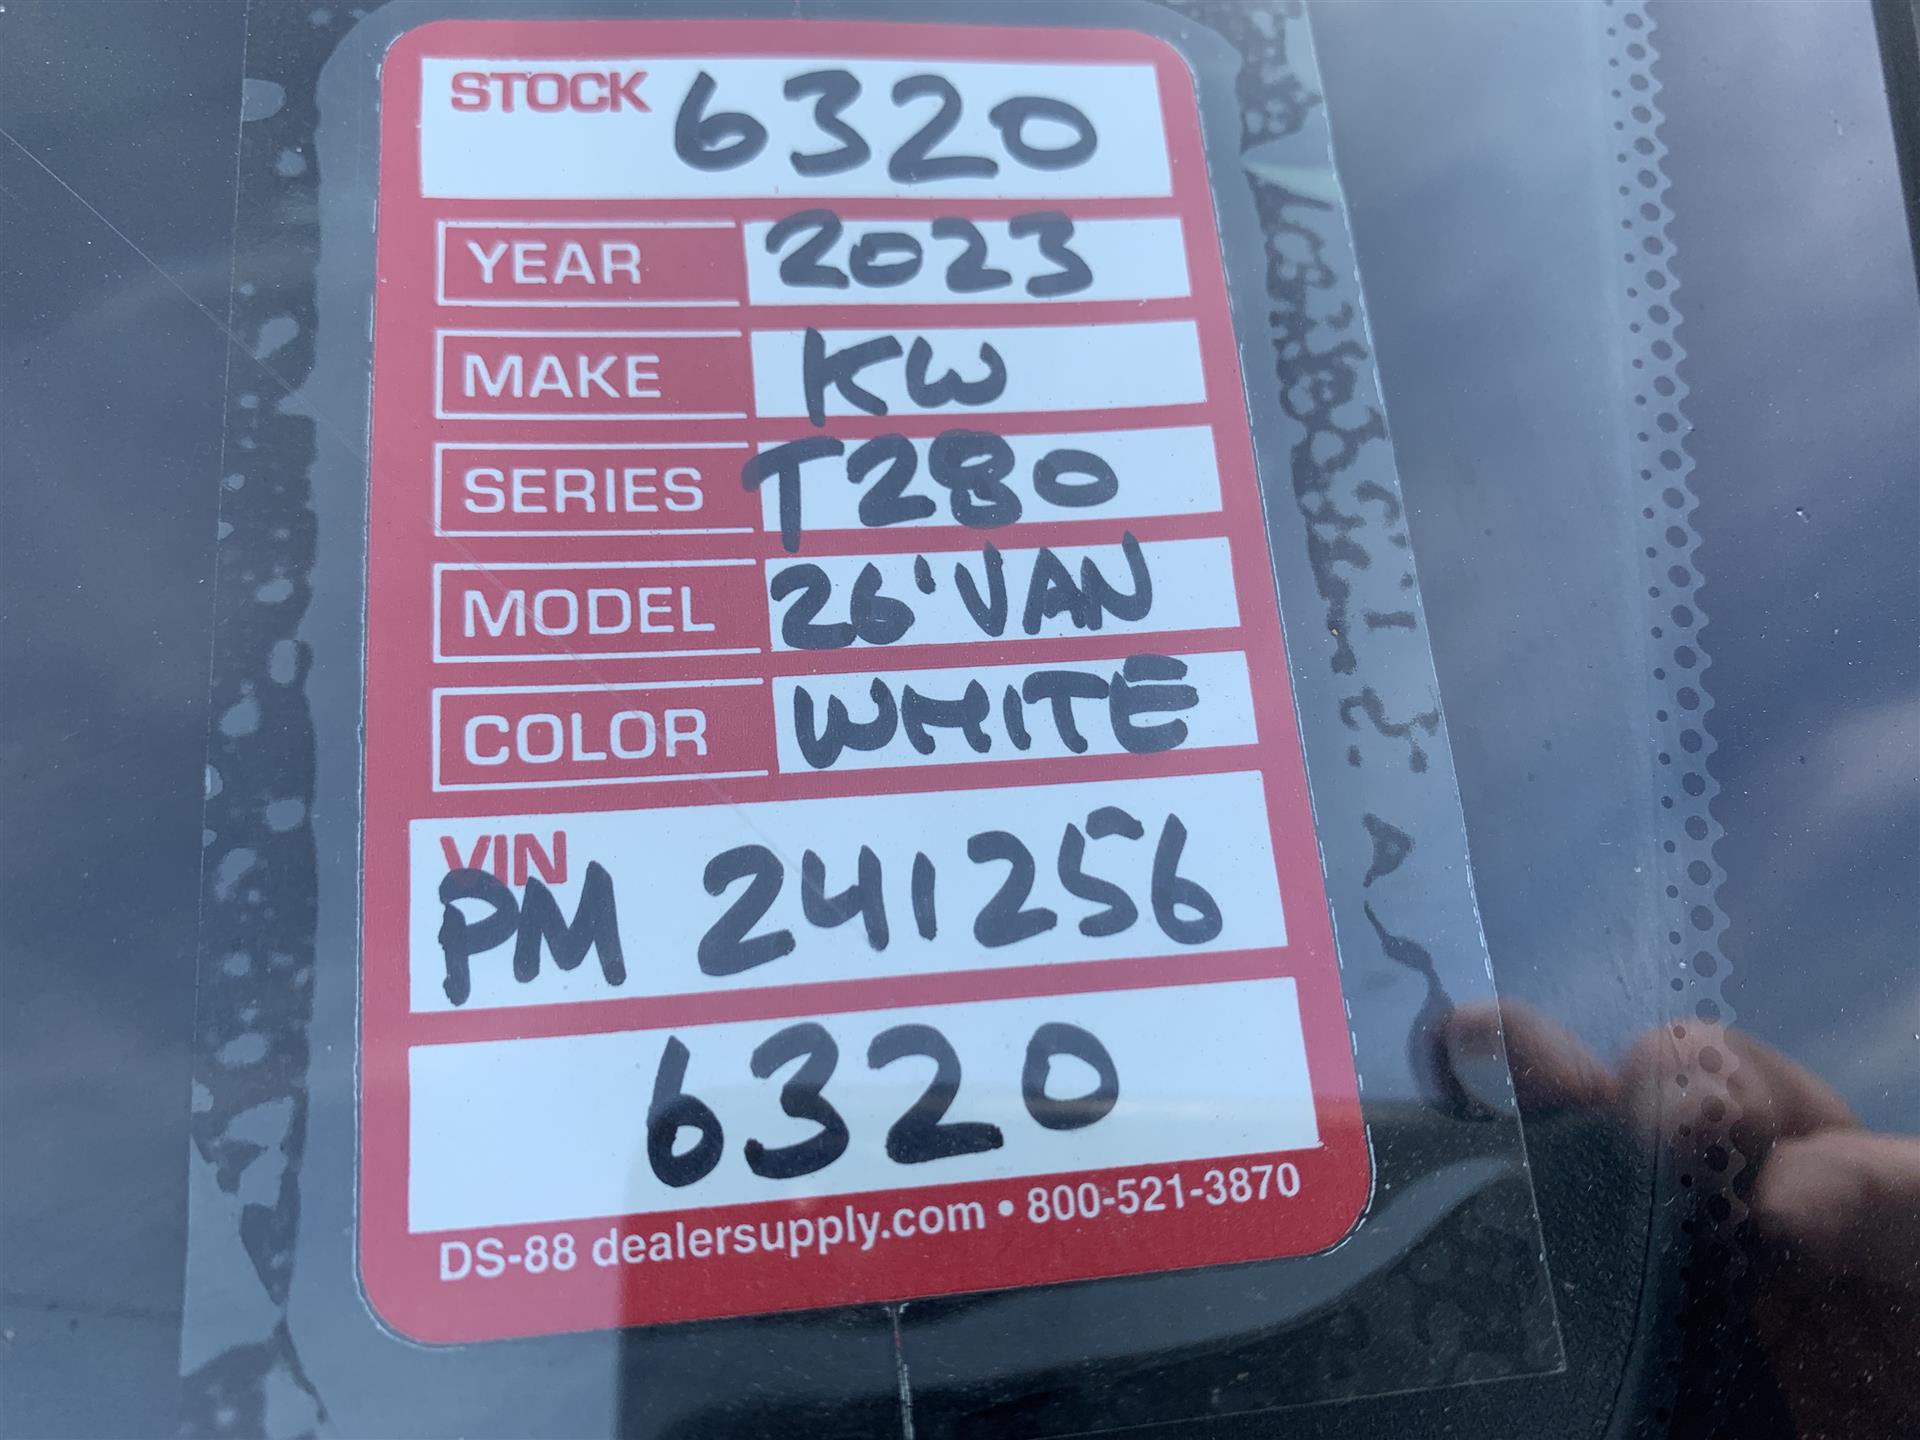 STOCK 6320
YEAR 2023
MAKE KW
SERIES T280
MODEL 26' VAN
COLOR WHITE
VIN
PM 241256
6320
DS-88 dealersupply.com • 800-521-3870